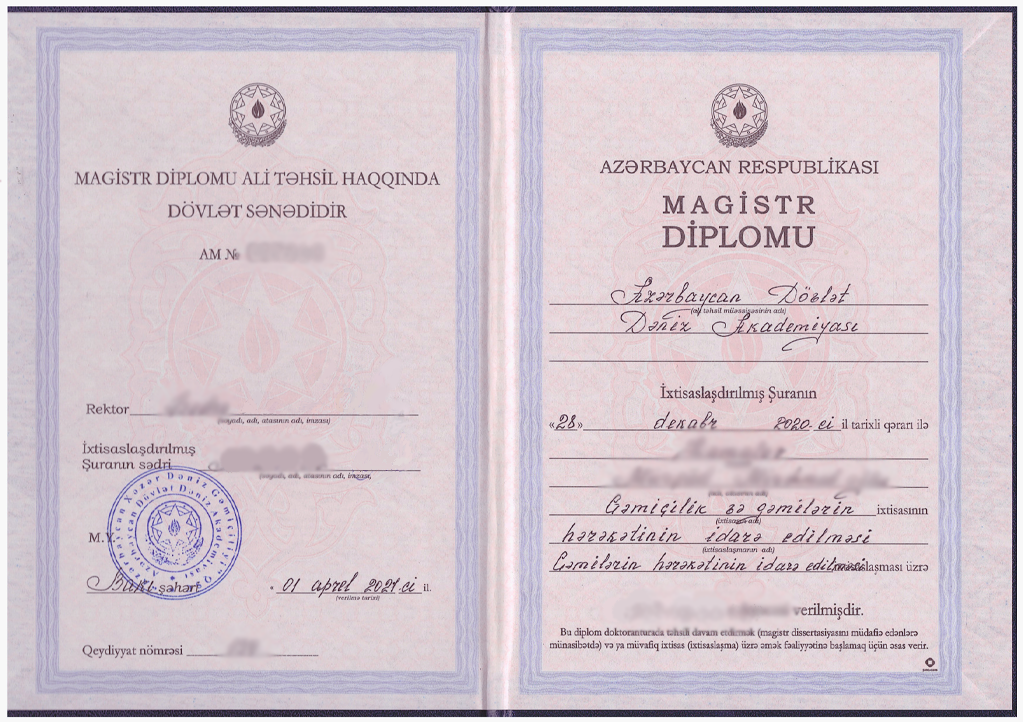 MAGİSTR DİPLOMU ALİ TƏHSİL HAQQINDA
DÖVLƏT SƏNƏDİDİR
AM №
Rektor
(soyadı, adı, atasının adı, imzası)
İxtisaslaşdırılmış
Şuranın sədri
(soyadı, adı, atasının adı, imzası)
M.Y.
Bakı şəhəri
01 aprel 2021.ci il.
(verilmə tarixi)
Qeydiyyat nömrəsi
AZƏRBAYCAN RESPUBLİKASI
MAGİSTR
DİPLOMU
Azərbaycan Dövlət
(ali təhsil müəssisəsinin adı)
Dəniz Akademiyası
İxtisaslaşdırılmış Şuranın
«28» dekabr 2020.ci il tarixli qərarı ilə
Gəmiçilik və gəmilərin ixtisasının
(ixtisasın adı)
hərəkətinin idarə edilməsi
(ixtisaslaşmanın adı)
Gəmilərin hərəkətinin idarə edilməsi ixtisaslaşması üzrə
verilmişdir.
Bu diplom doktoranturada təhsili davam etdirmək (magistr dissertasiyasını müdafiə edənlərə
münasibətdə) və ya müvafiq ixtisas (ixtisaslaşma) üzrə əmək fəaliyyətinə başlamaq üçün əsas verir.